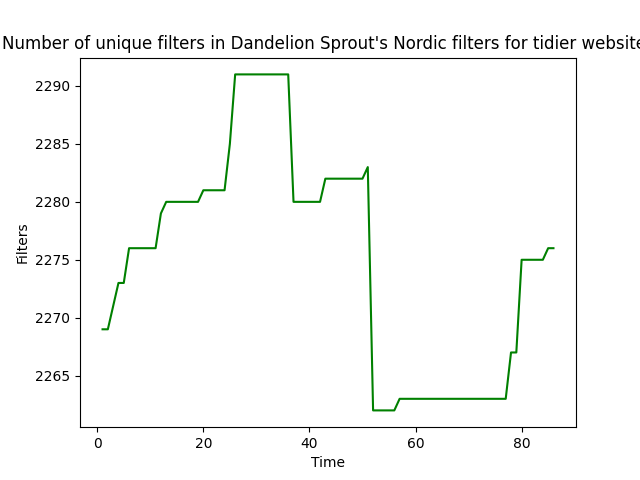 Number of unique filters in Dandelion Sprout's Nordic filters for tidier website
2290
2285
2280
2275
2270
2265
Filters
0 20 40 60 80
Time